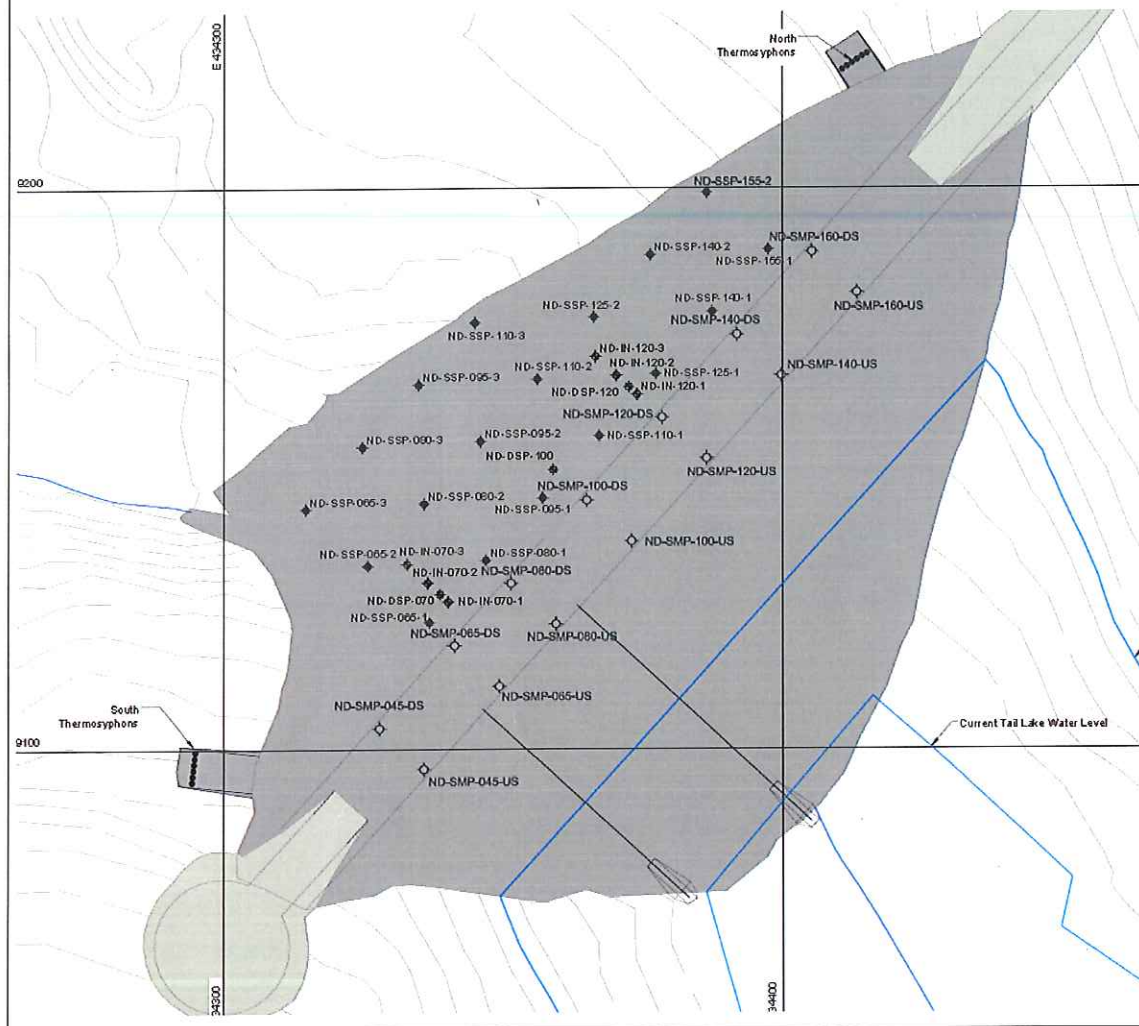 E 434300
North
Thermosyphons
9200
ND-SSP-155-2
ND-SMP-160-DS
ND-SSP-140-2
ND-SSP-155-1
ND-SMP-160-US
ND-SSP-125-2
ND-SSP-140-1
ND-SMP-140-DS
ND-SSP-110-3
ND-IN-120-3
ND-IN-120-2
ND-SSP-110-2
ND-SSP-125-1
ND-SMP-140-US
ND-SSP-095-3
ND-DSP-120
ND-IN-120-1
ND-SMP-120-DS
ND-SSP-110-1
ND-SSP-080-3
ND-SSP-095-2
ND-DSP-100
ND-SMP-120-US
ND-SMP-100-DS
ND-SSP-065-3
ND-SSP-080-2
ND-SSP-095-1
ND-SMP-100-US
ND-SSP-065-2
ND-IN-070-3
ND-SSP-080-1
ND-IN-070-2
ND-SMP-080-DS
ND-DSP-070
ND-IN-070-1
ND-SSP-065-1
ND-SMP-065-DS
ND-SMP-080-US
ND-SMP-065-US
South
Thermosyphons
ND-SMP-045-DS
Current Tail Lake Water Level
9100
ND-SMP-045-US
34300
34400